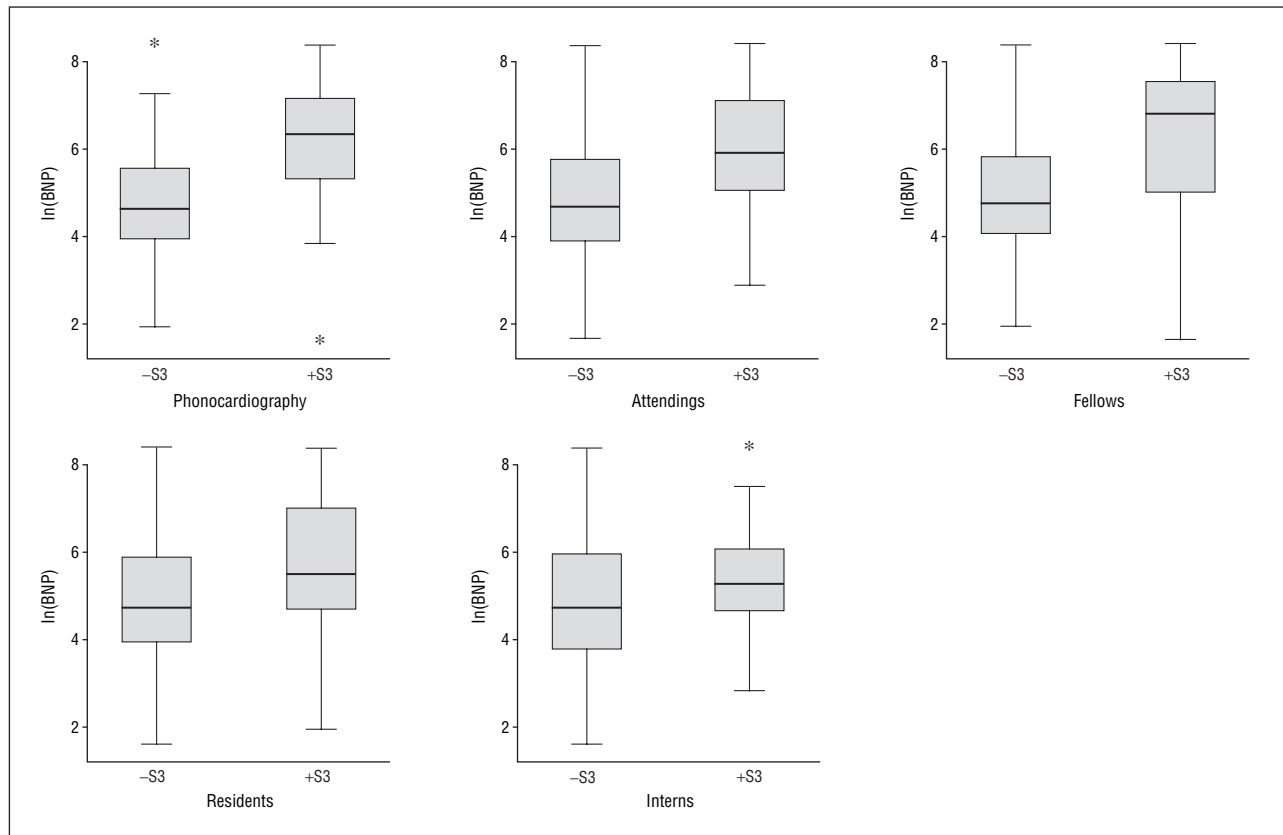 *
8
6
ln(BNP)
4
2
*
−S3 +S3
Phonocardiography
8
6
ln(BNP)
4
2
−S3 +S3
Attendings
8
6
ln(BNP)
4
2
−S3 +S3
Fellows
8
6
ln(BNP)
4
2
−S3 +S3
Residents
*
8
6
ln(BNP)
4
2
−S3 +S3
Interns